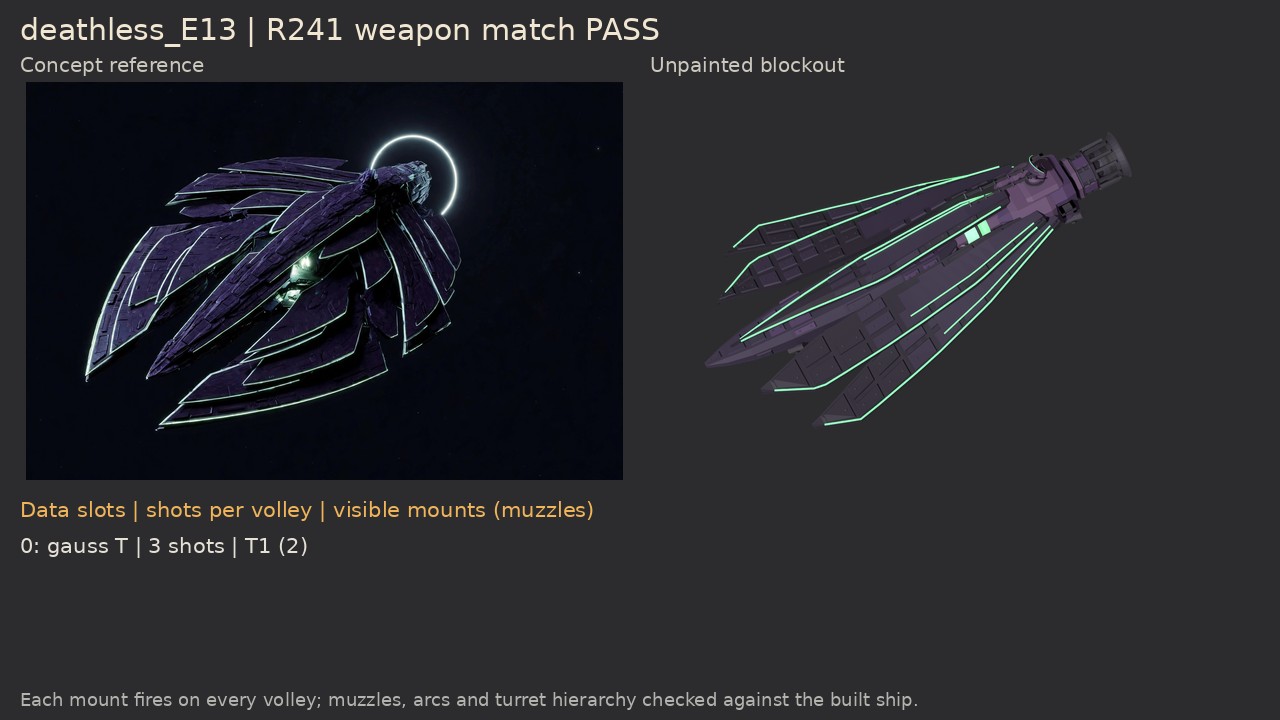 deathless_E13 | R241 weapon match PASS
Concept reference
Unpainted blockout
Data slots | shots per volley | visible mounts (muzzles)
0: gauss T | 3 shots | T1 (2)
Each mount fires on every volley; muzzles, arcs and turret hierarchy checked against the built ship.